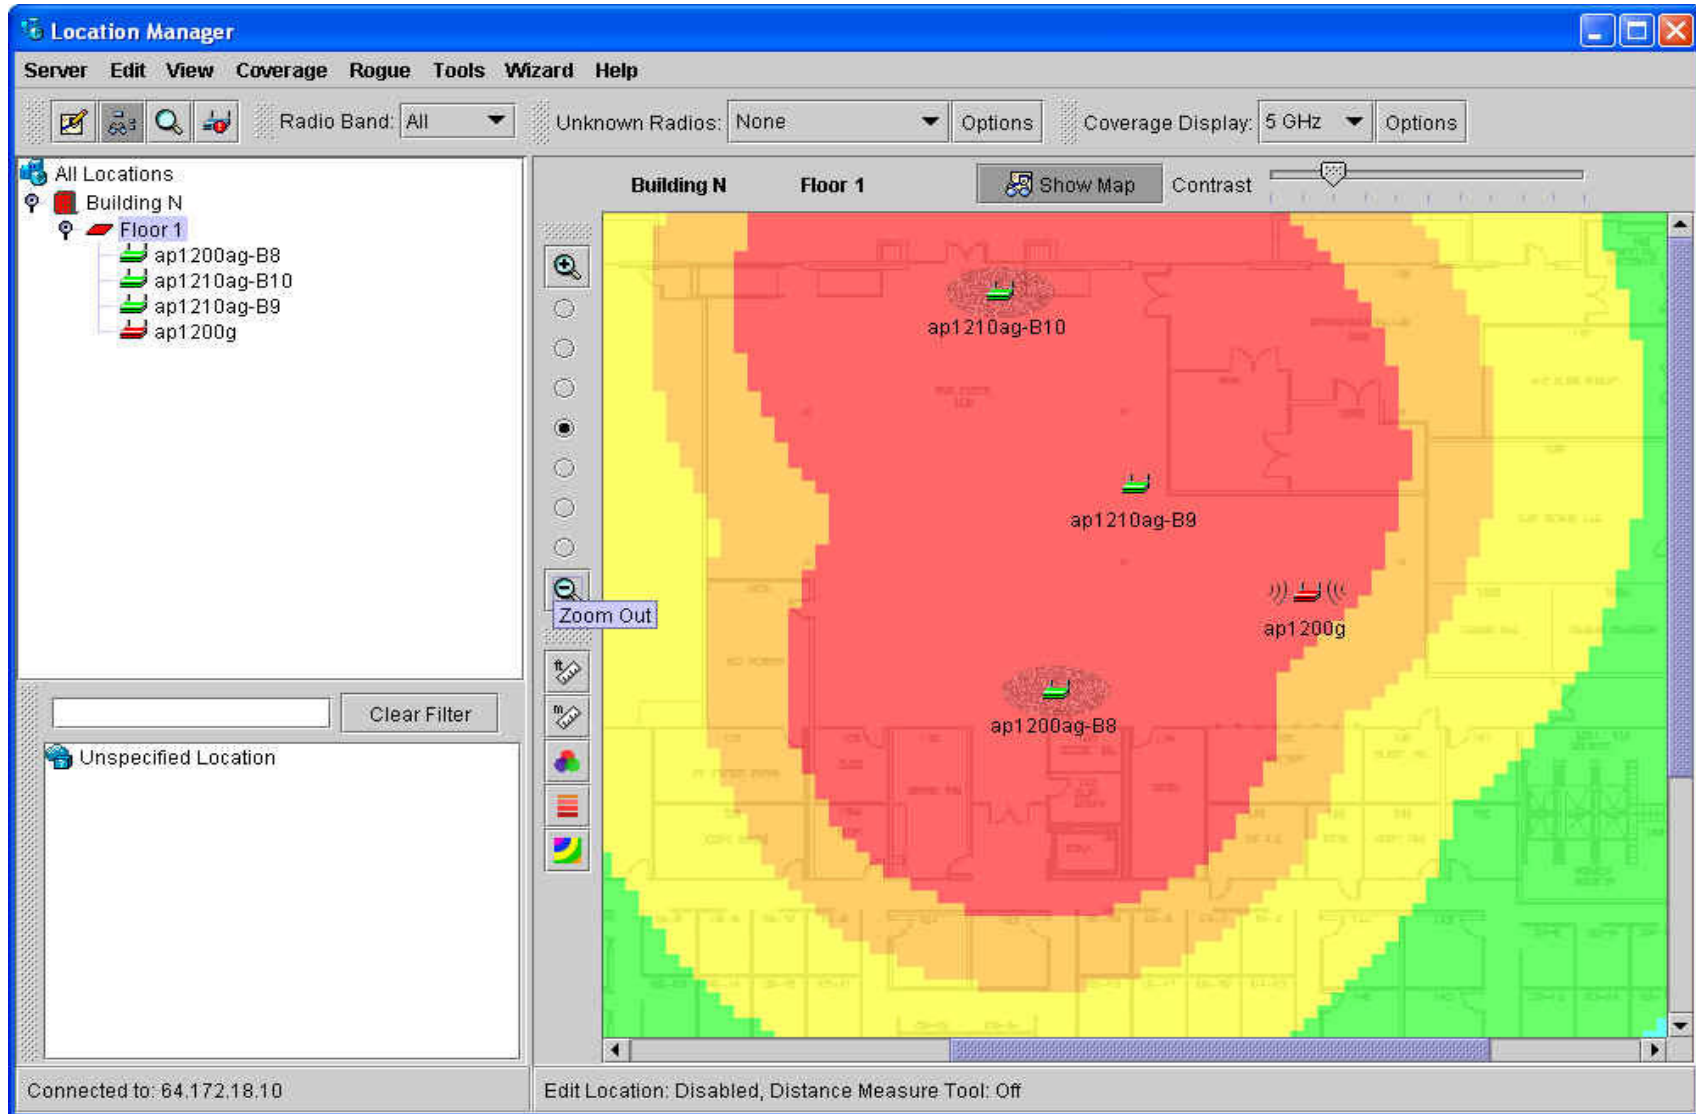 Location Manager
Server Edit View Coverage Rogue Tools Wizard Help
Radio Band: All Unknown Radios: None Options Coverage Display: 5 GHz Options
All Locations
Building N
Floor 1
ap1200ag-B8
ap1210ag-B10
ap1210ag-B9
ap1200g
Clear Filter
Unspecified Location
Building N Floor 1 Show Map Contrast
Zoom Out
ft
m
ap1210ag-B10
ap1210ag-B9
ap1200g
ap1200ag-B8
Connected to: 64.172.18.10
Edit Location: Disabled, Distance Measure Tool: Off